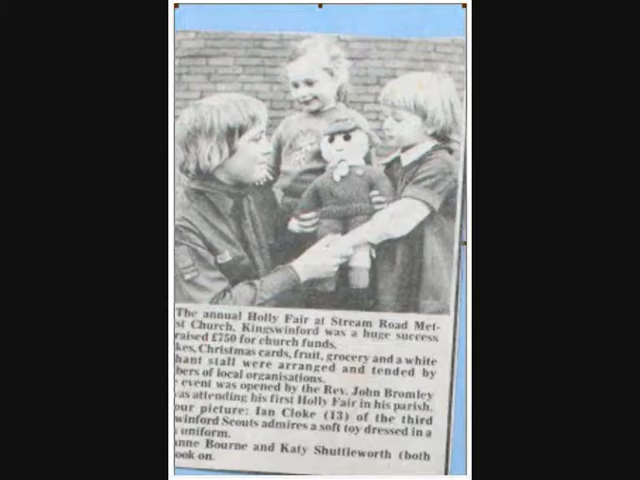 The annual Holly Fair at Stream Road Met-
st Church, Kingswinford was a huge success
raised £750 for church funds.
kes, Christmas cards, fruit, grocery and a white
hant stall were arranged and tended by
bers of local organisations.
event was opened by the Rev. John Bromley
as attending his first Holly Fair in his parish.
our picture: Ian Cloke (13) of the third
winford Scouts admires a soft toy dressed in a
uniform.
nne Bourne and Katy Shuttleworth (both
ook on.